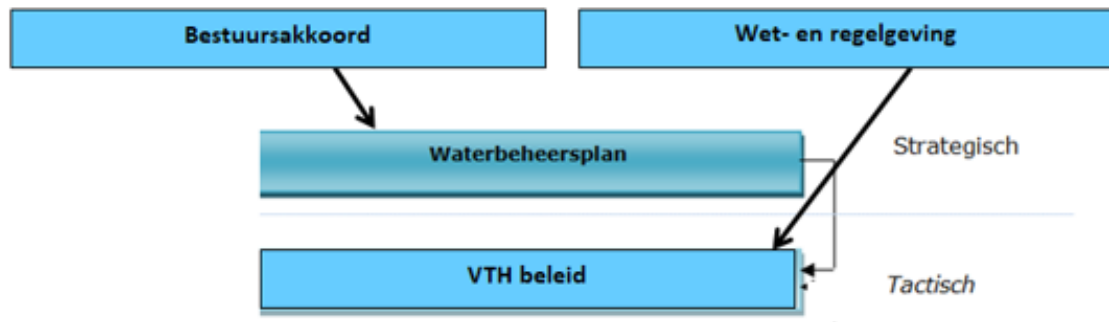 Bestuursakkoord
Wet- en regelgeving
Waterbeheersplan
Strategisch
VTH beleid
Tactisch